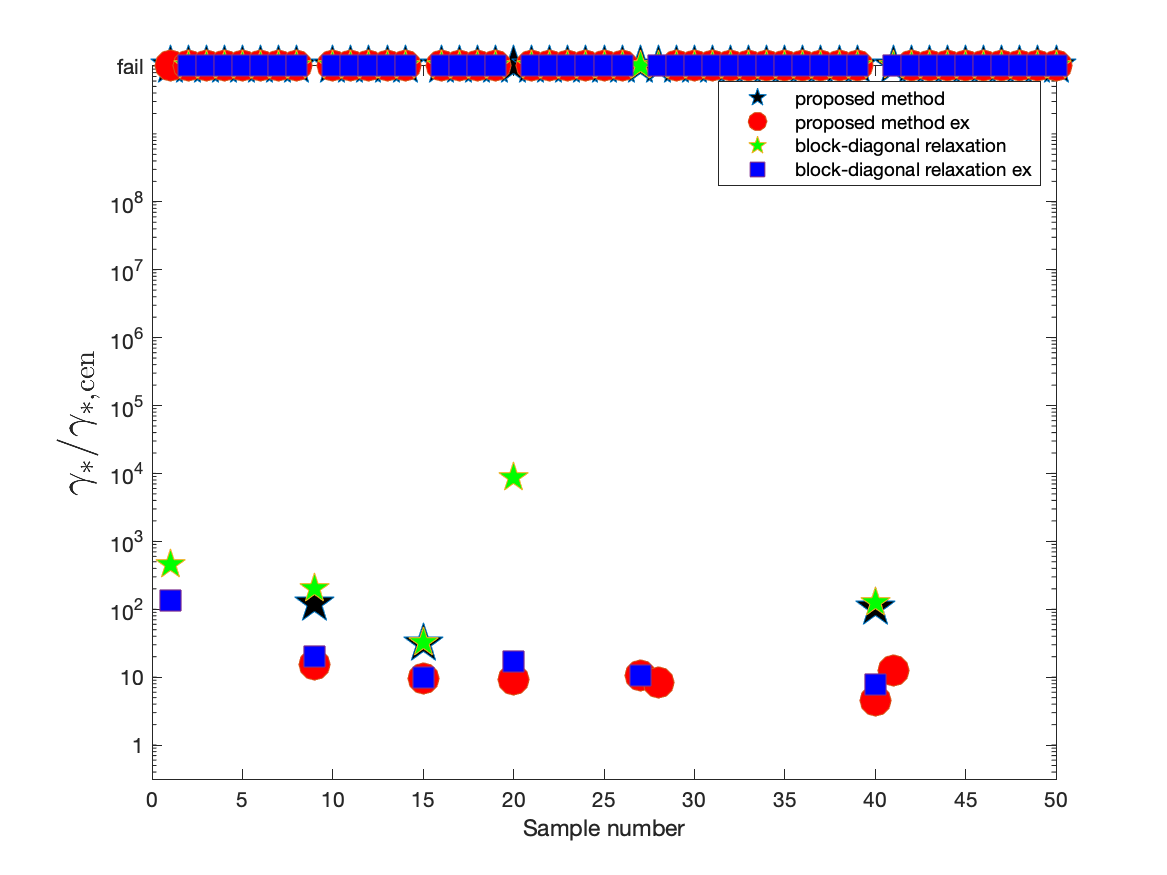 fail
proposed method
proposed method ex
block-diagonal relaxation
block-diagonal relaxation ex
10^8
10^7
10^6
10^5
10^4
10^3
10^2
10
1
γ∗/γ∗,cen
0 5 10 15 20 25 30 35 40 45 50
Sample number